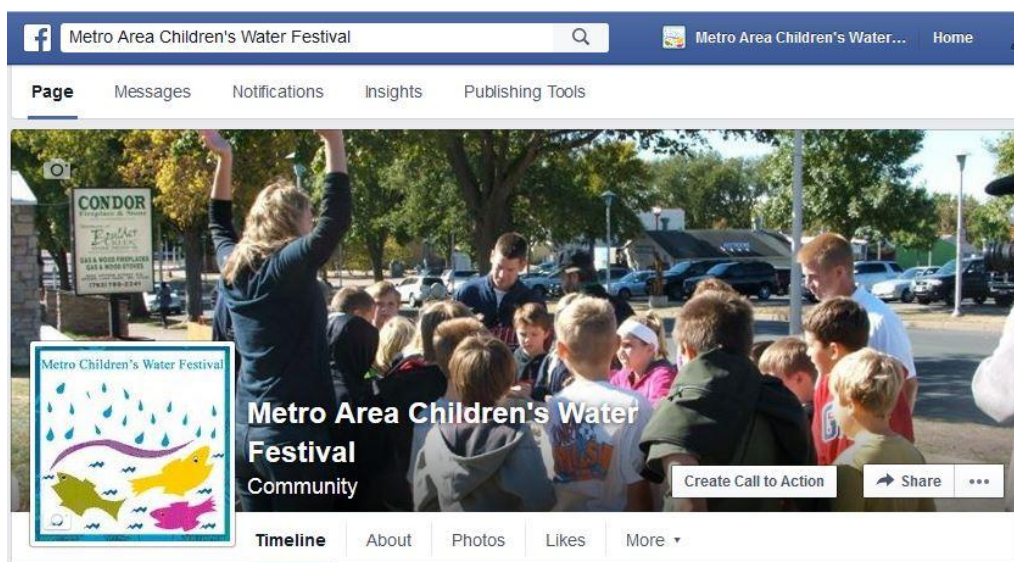 Metro Area Children's Water Festival
Metro Area Children's Water... Home
Page Messages Notifications Insights Publishing Tools
CONDOR
Fireplace & Stone
Boulder
CREEK
GAS & WOOD FIREPLACES
GAS & WOOD STOVES
Metro Children's Water Festival
Metro Area Children's Water
Festival
Community
Create Call to Action
Share
Timeline About Photos Likes More